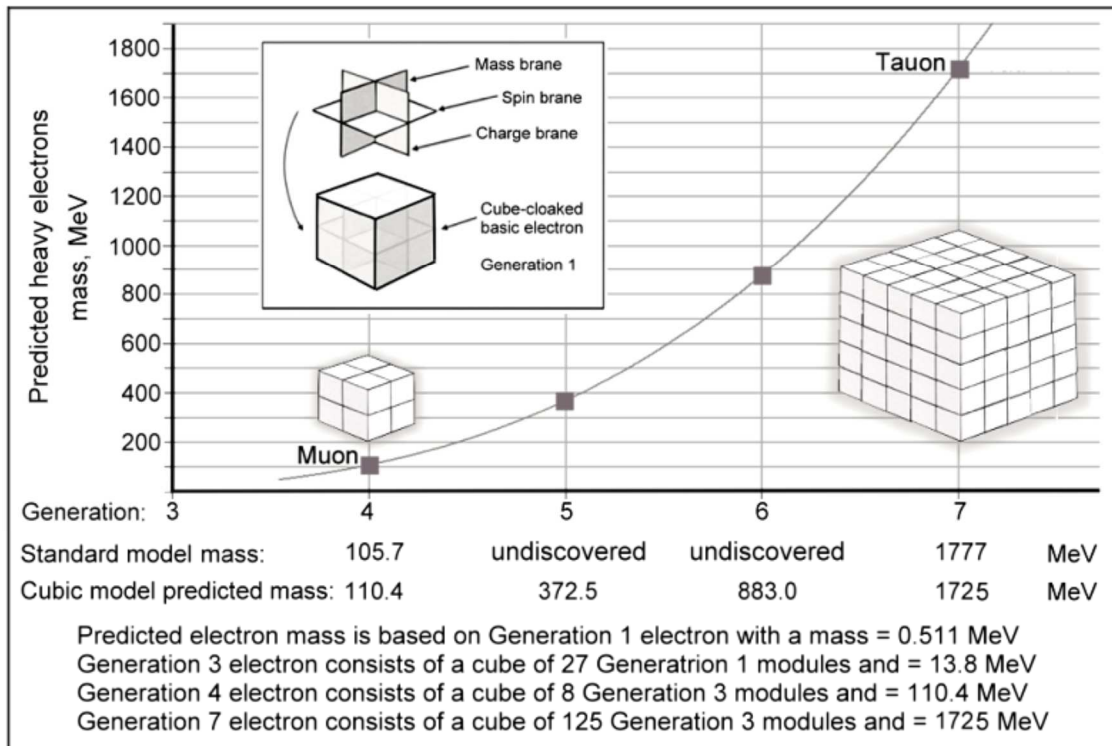 Predicted heavy electrons
mass, MeV
1800
1600
1400
1200
1000
800
600
400
200
Mass brane
Spin brane
Charge brane
Cube-cloaked
basic electron
Generation 1
Tauon
Muon
Generation: 3 4 5 6 7
Standard model mass: 105.7 undiscovered undiscovered 1777 MeV
Cubic model predicted mass: 110.4 372.5 883.0 1725 MeV
Predicted electron mass is based on Generation 1 electron with a mass = 0.511 MeV
Generation 3 electron consists of a cube of 27 Generatrion 1 modules and = 13.8 MeV
Generation 4 electron consists of a cube of 8 Generation 3 modules and = 110.4 MeV
Generation 7 electron consists of a cube of 125 Generation 3 modules and = 1725 MeV